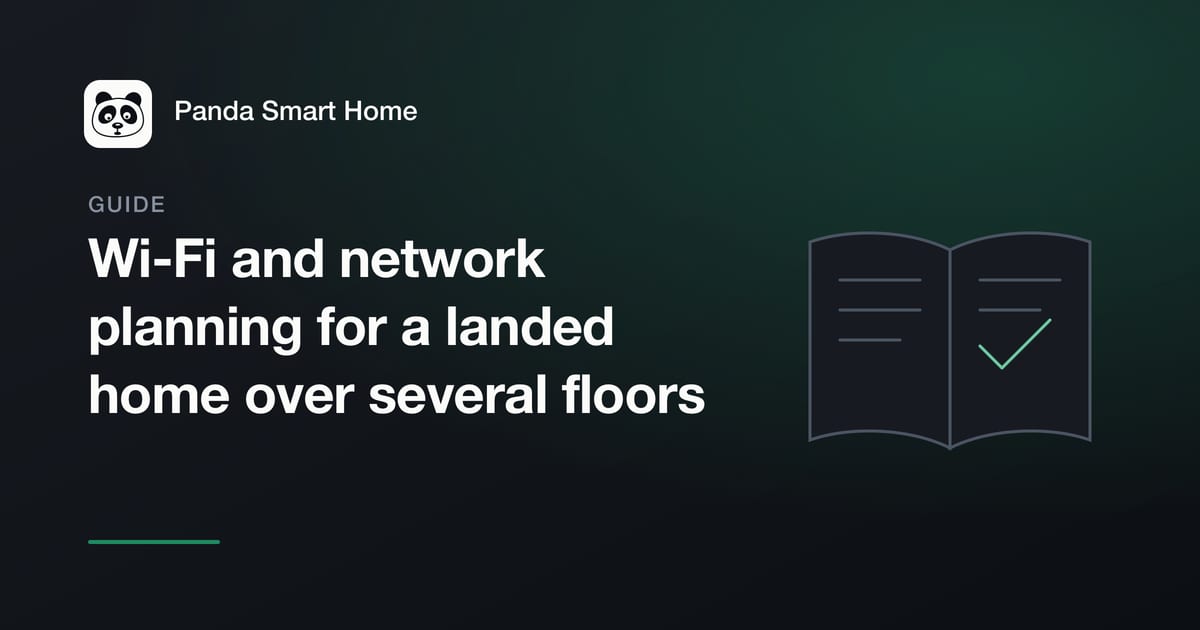 Panda Smart Home
GUIDE
Wi-Fi and network
planning for a landed
home over several floors